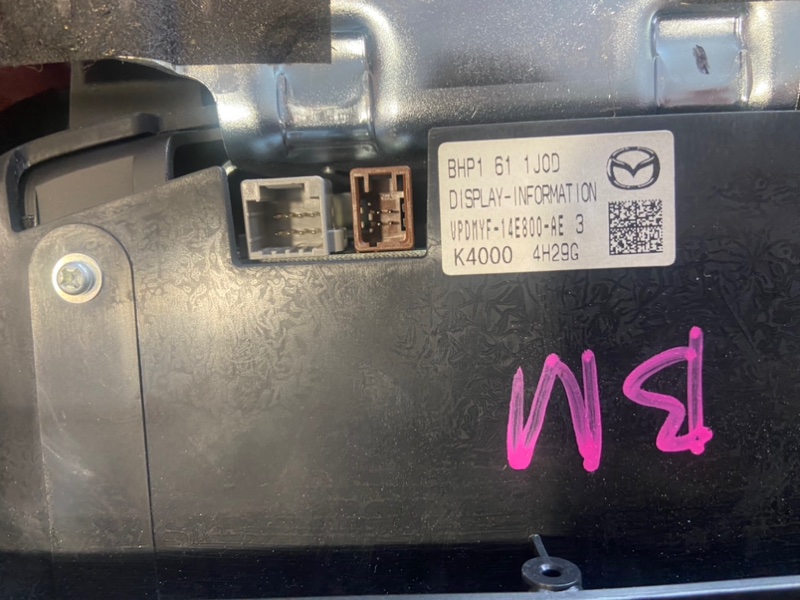 BHP1 61 1J0D
DISPLAY-INFORMATION
VPDMYF-14E800-AE 3
K4000 4H29G
BM